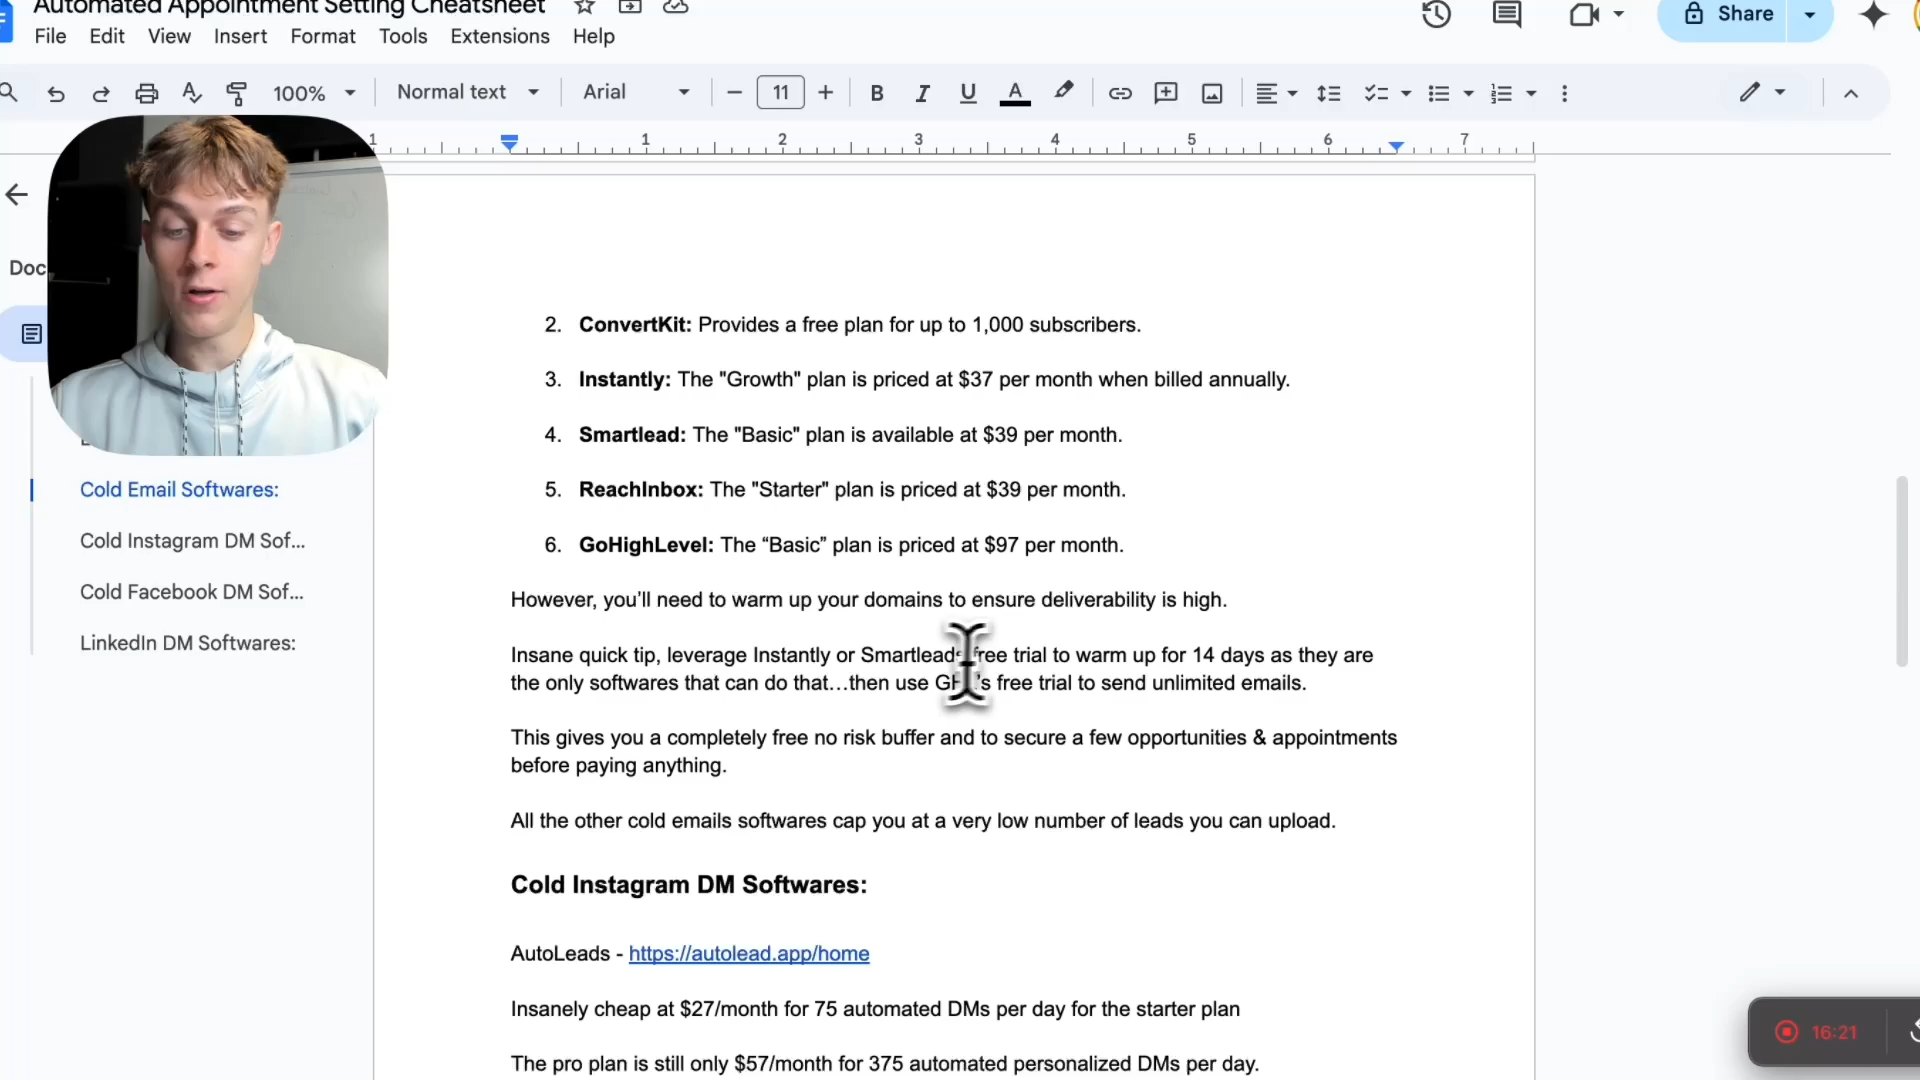 Automated Appointment Setting Cheatsheet
File Edit View Insert Format Tools Extensions Help
Share
100% Normal text Arial 11
1 1 2 3 4 5 6 7
Doc
Cold Email Softwares:
Cold Instagram DM Sof...
Cold Facebook DM Sof...
LinkedIn DM Softwares:
2. ConvertKit: Provides a free plan for up to 1,000 subscribers.
3. Instantly: The "Growth" plan is priced at $37 per month when billed annually.
4. Smartlead: The "Basic" plan is available at $39 per month.
5. ReachInbox: The "Starter" plan is priced at $39 per month.
6. GoHighLevel: The “Basic” plan is priced at $97 per month.
However, you’ll need to warm up your domains to ensure deliverability is high.
Insane quick tip, leverage Instantly or Smartleads free trial to warm up for 14 days as they are
the only softwares that can do that…then use free trial to send unlimited emails.
This gives you a completely free no risk buffer and to secure a few opportunities & appointments
before paying anything.
All the other cold emails softwares cap you at a very low number of leads you can upload.
Cold Instagram DM Softwares:
AutoLeads - https://autolead.app/home
Insanely cheap at $27/month for 75 automated DMs per day for the starter plan
The pro plan is still only $57/month for 375 automated personalized DMs per day.
16:21